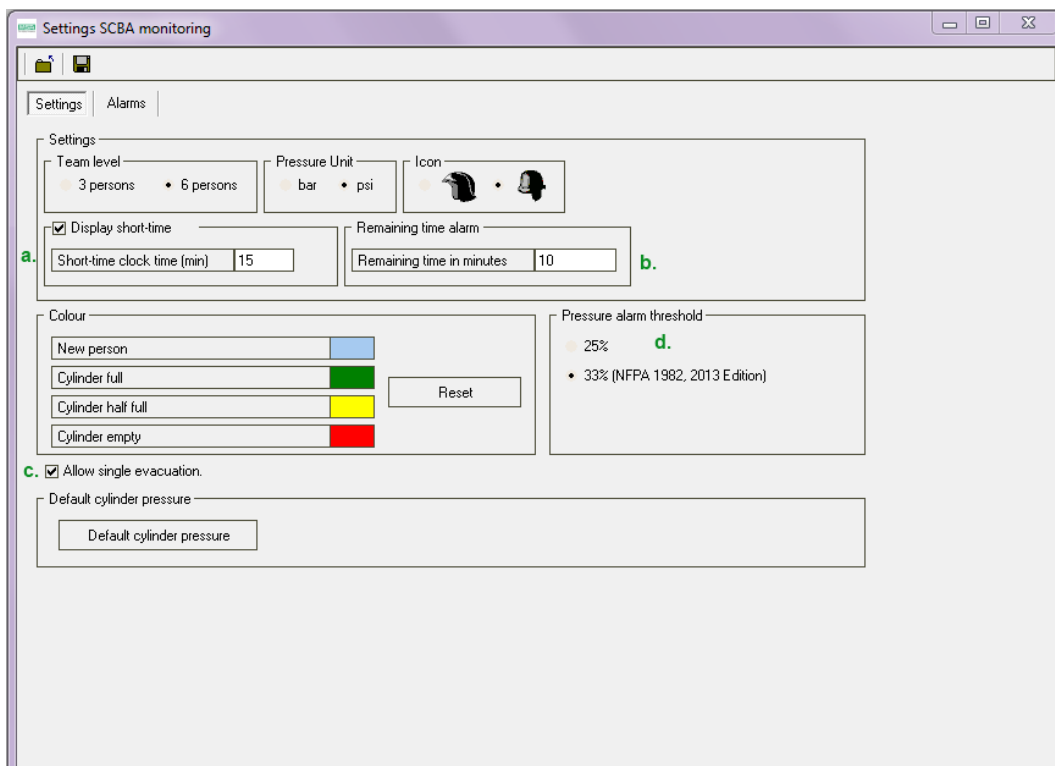 Settings SCBA monitoring
Settings Alarms
Settings
Team level Pressure Unit Icon
3 persons 6 persons bar psi
Display short-time Remaining time alarm
a. Short-time clock time (min) 15 Remaining time in minutes 10 b.
Colour Pressure alarm threshold
New person 25% d.
Cylinder full 33% (NFPA 1982, 2013 Edition)
Reset
Cylinder half full
Cylinder empty
c. Allow single evacuation.
Default cylinder pressure
Default cylinder pressure